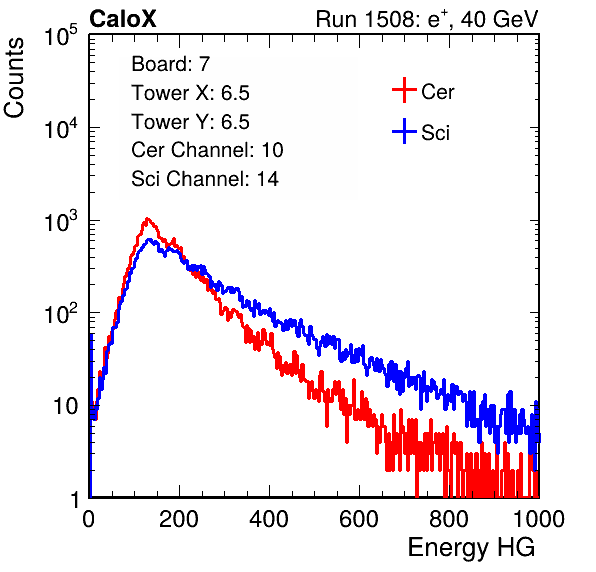 CaloX Run 1508: e⁺, 40 GeV
Counts
Board: 7
Tower X: 6.5
Tower Y: 6.5
Cer Channel: 10
Sci Channel: 14
Cer
Sci
10⁵
10⁴
10³
10²
10
1
0 200 400 600 800 1000
Energy HG